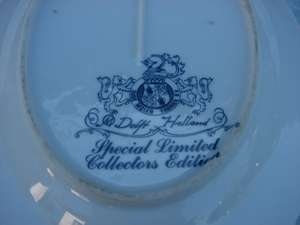 Delft Holland
Special Limited
Collectors Edition